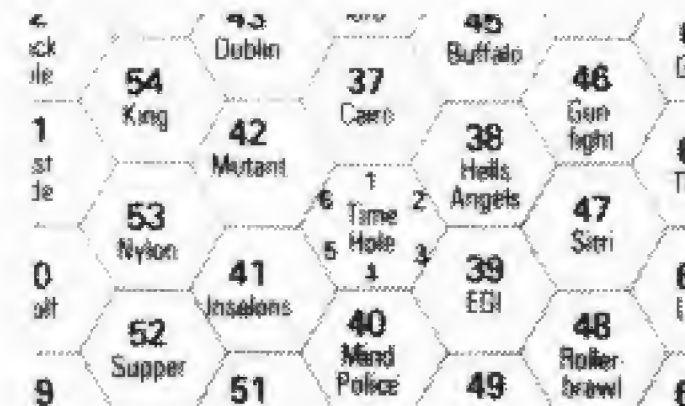 43
Dublin
45
Buffalo
54
King
37
Cairo
46
Gun
fight
1
42
Mutant
38
Hells
Angels
1
6
Time
2
Hole
5
3
4
53
Nylon
47
0
41
39
EGI
52
Supper
40
Mind
Police
48
Roller-
brawl
9
51
49